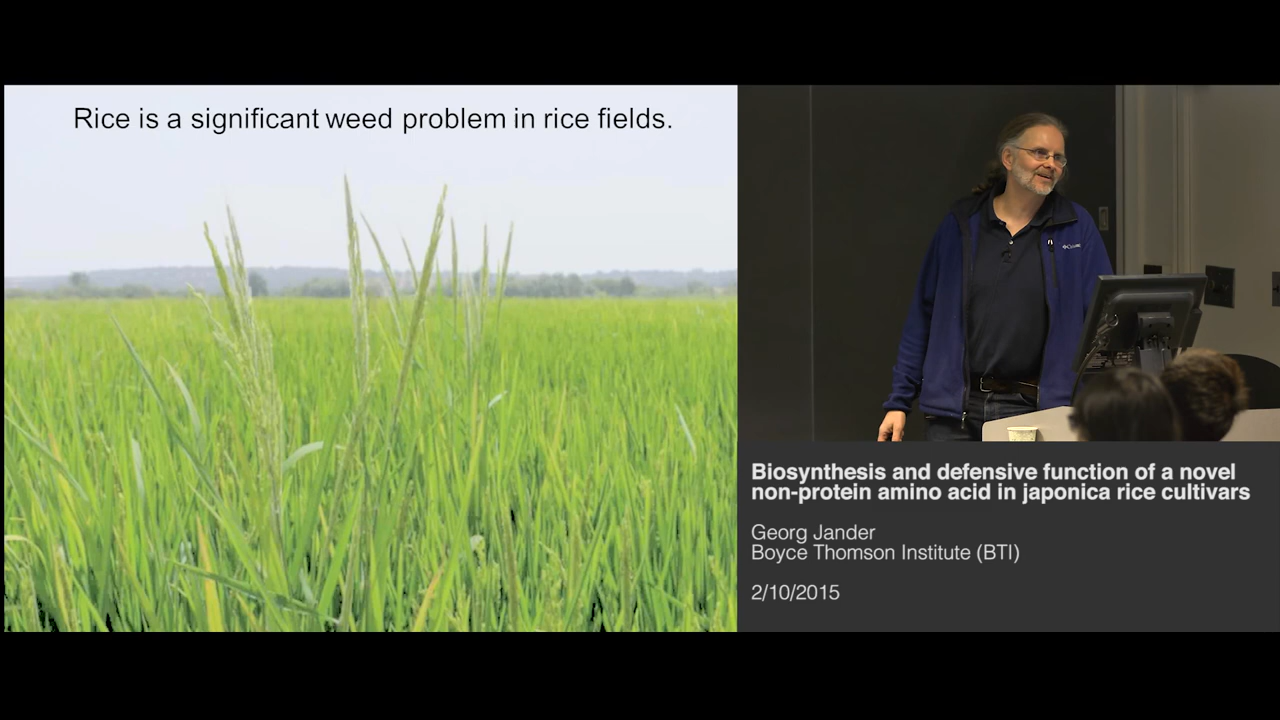 Rice is a significant weed problem in rice fields.
Columbia
Biosynthesis and defensive function of a novel
non-protein amino acid in japonica rice cultivars
Georg Jander
Boyce Thomson Institute (BTI)
2/10/2015